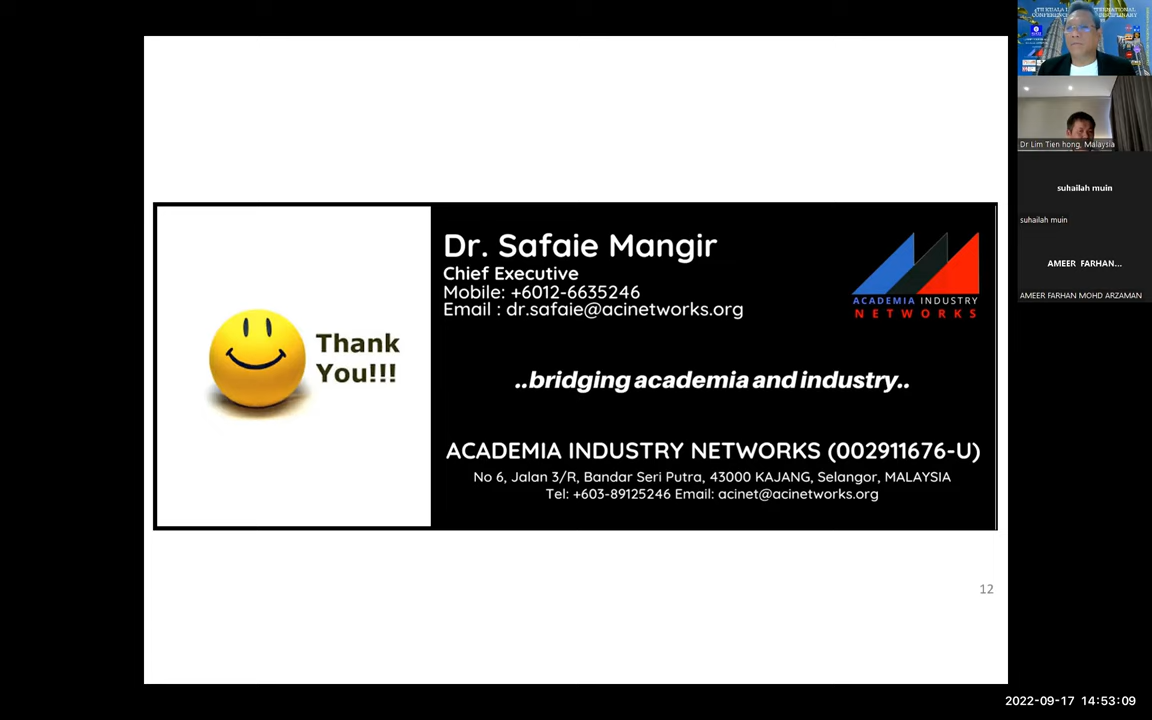 Thank
You!!!
Dr. Safaie Mangir
Chief Executive
Mobile: +6012-6635246
Email : dr.safaie@acinetworks.org
ACADEMIA INDUSTRY
NETWORKS
..bridging academia and industry..
ACADEMIA INDUSTRY NETWORKS (002911676-U)
No 6, Jalan 3/R, Bandar Seri Putra, 43000 KAJANG, Selangor, MALAYSIA
Tel: +603-89125246 Email: acinet@acinetworks.org
12
CONFERENCE
Dr Lim Tien hong, Malaysia
suhailah muin
suhailah muin
AMEER FARHAN...
AMEER FARHAN MOHD ARZAMAN
2022-09-17 14:53:09